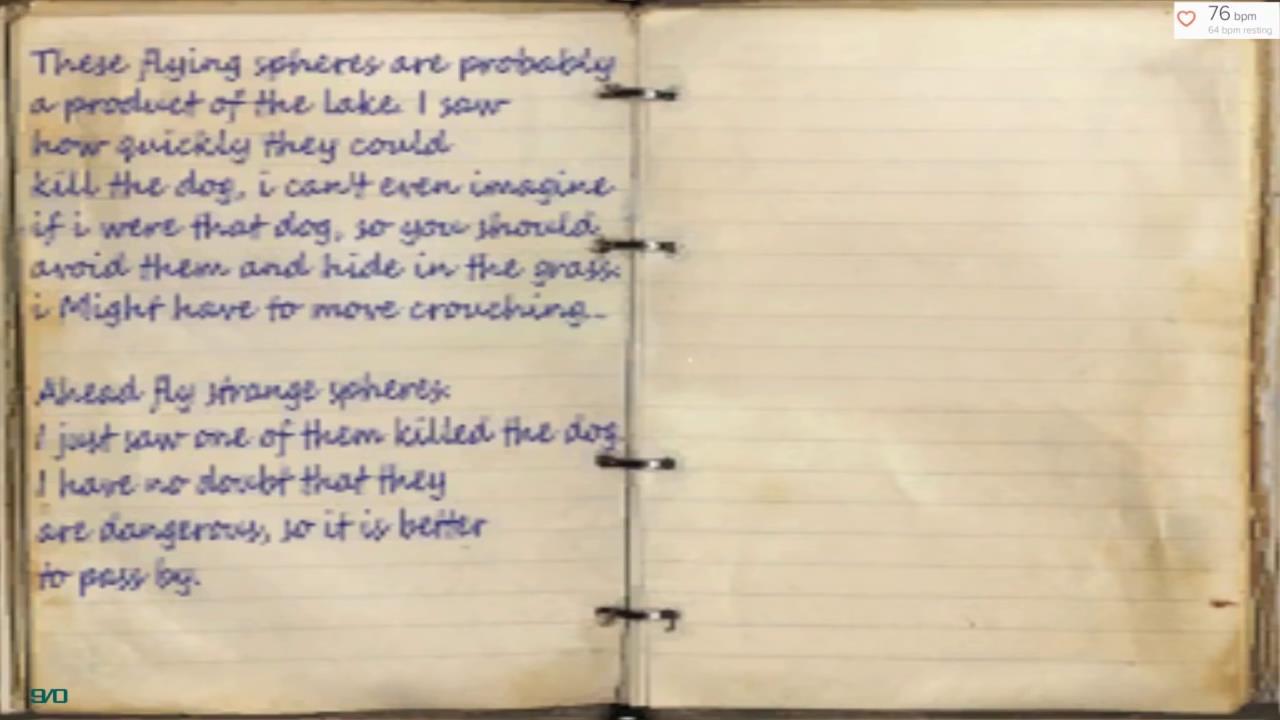 These flying spheres are probably
a product of the lake. I saw
how quickly they could
kill the dog, i can't even imagine
if i were that dog, so you should
avoid them and hide in the grass.
i Might have to move crouching...
Ahead fly strange spheres.
I just saw one of them killed the dog.
I have no doubt that they
are dangerous, so it is better
to pass by.
76 bpm
64 bpm resting